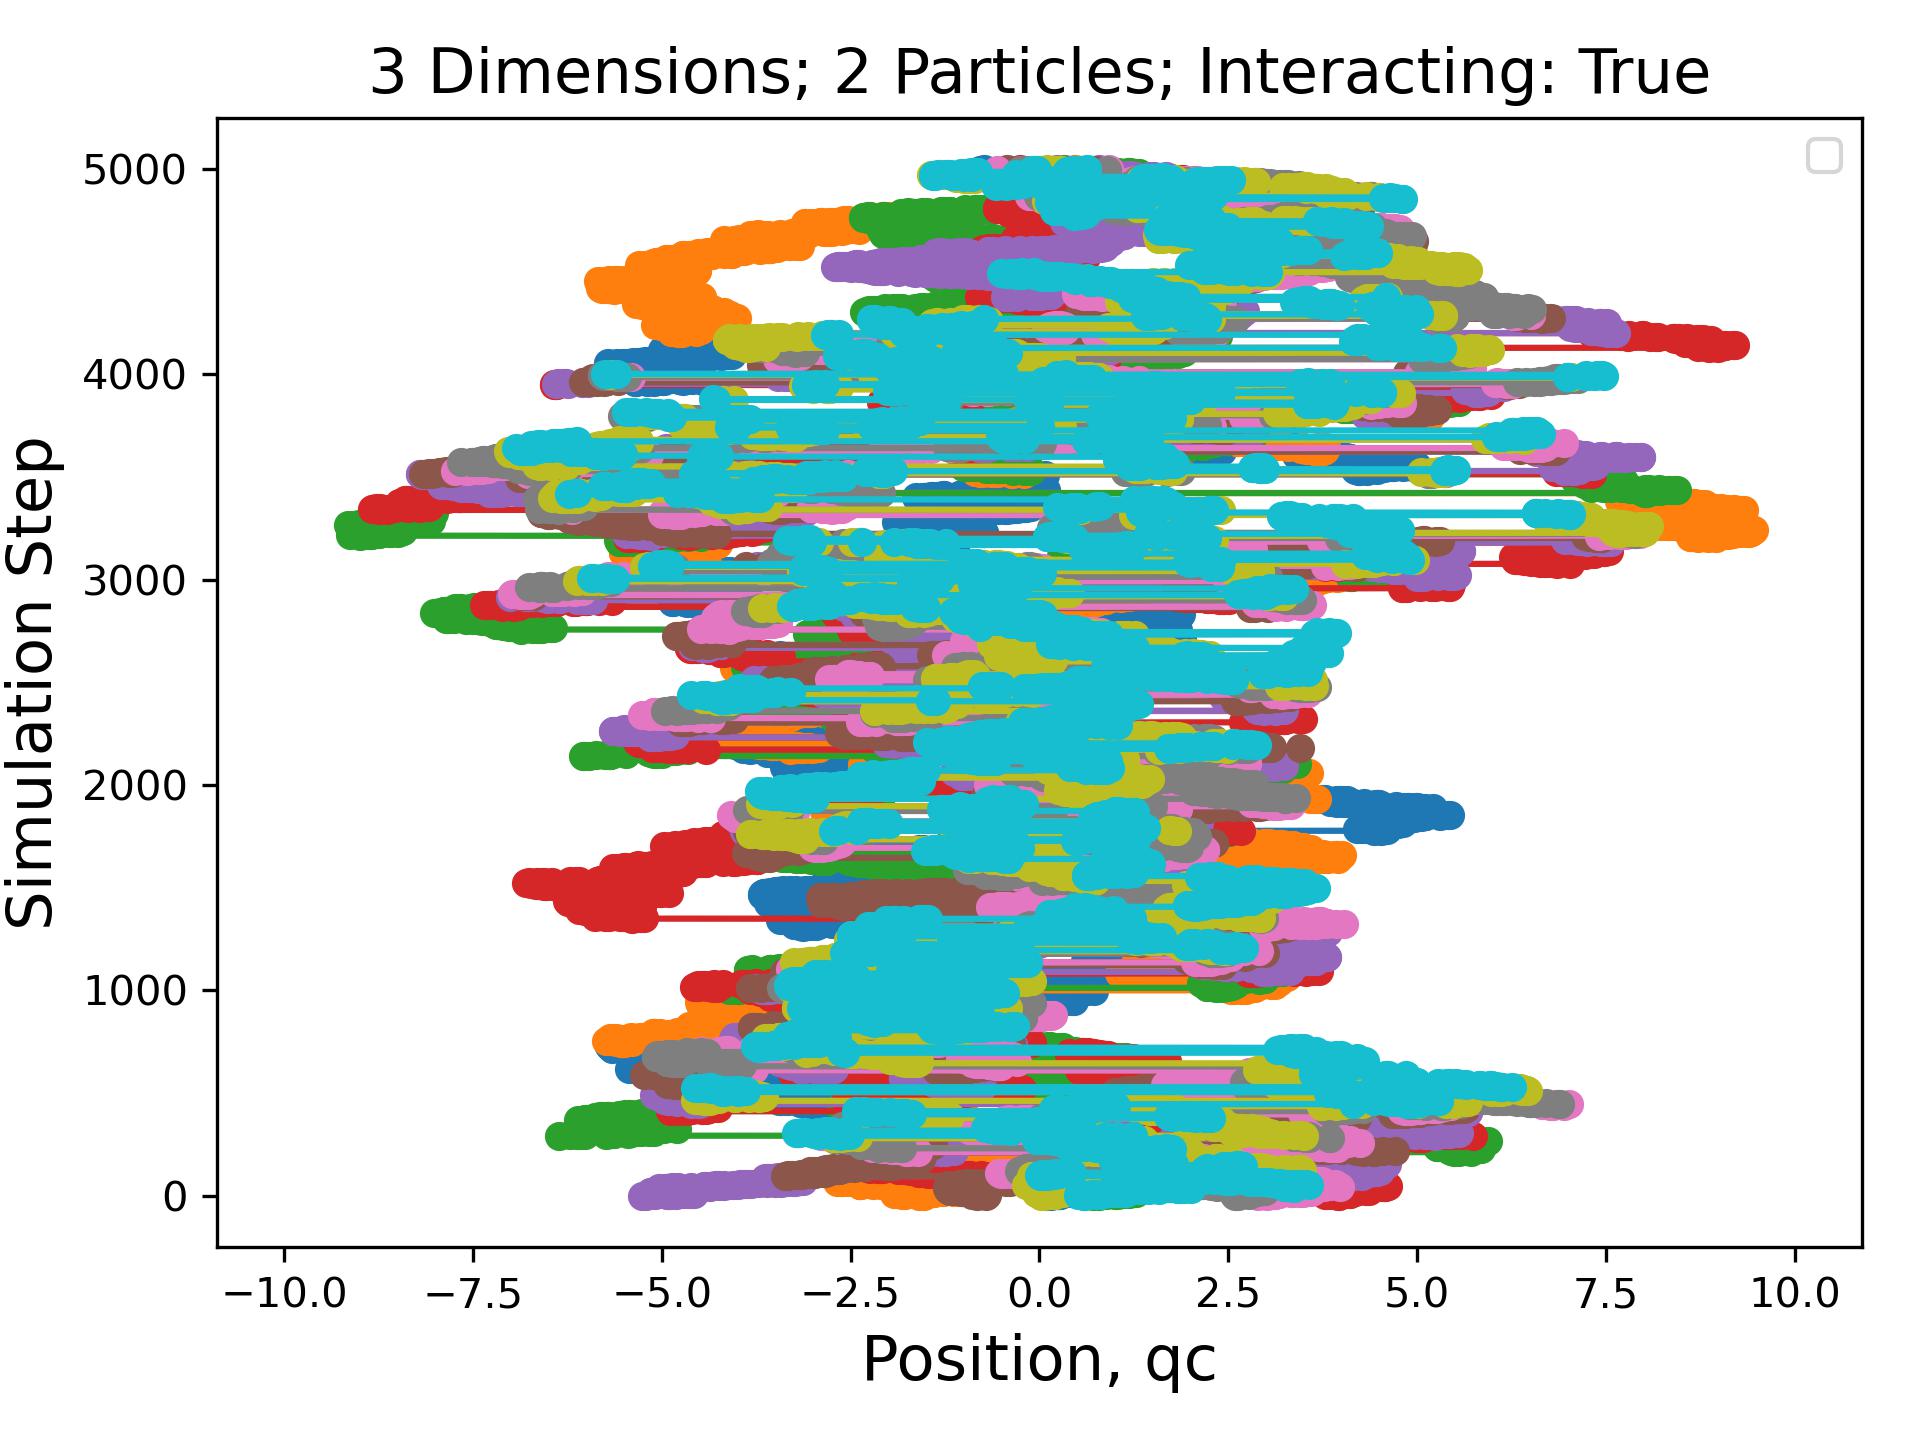 3 Dimensions; 2 Particles; Interacting: True
Simulation Step
5000
4000
3000
2000
1000
0
−10.0 −7.5 −5.0 −2.5 0.0 2.5 5.0 7.5 10.0
Position, qc